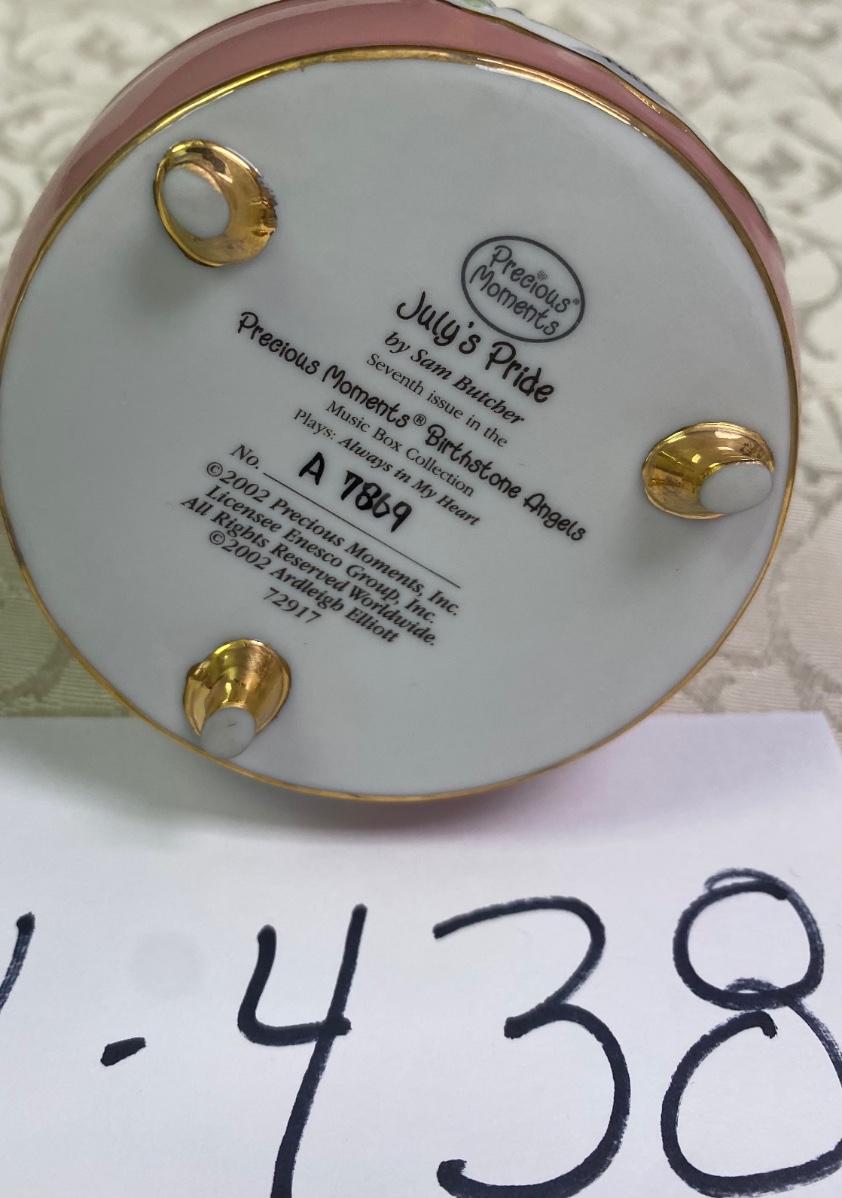 Precious
Moments®
July's Pride
by Sam Butcher
Seventh issue in the
Precious Moments® Birthstone Angels
Music Box Collection
Plays: Always in My Heart
No. A 7869
©2002 Precious Moments, Inc.
Licensee Enesco Group, Inc.
All Rights Reserved Worldwide.
©2002 Ardleigh Elliott
72917
. 438